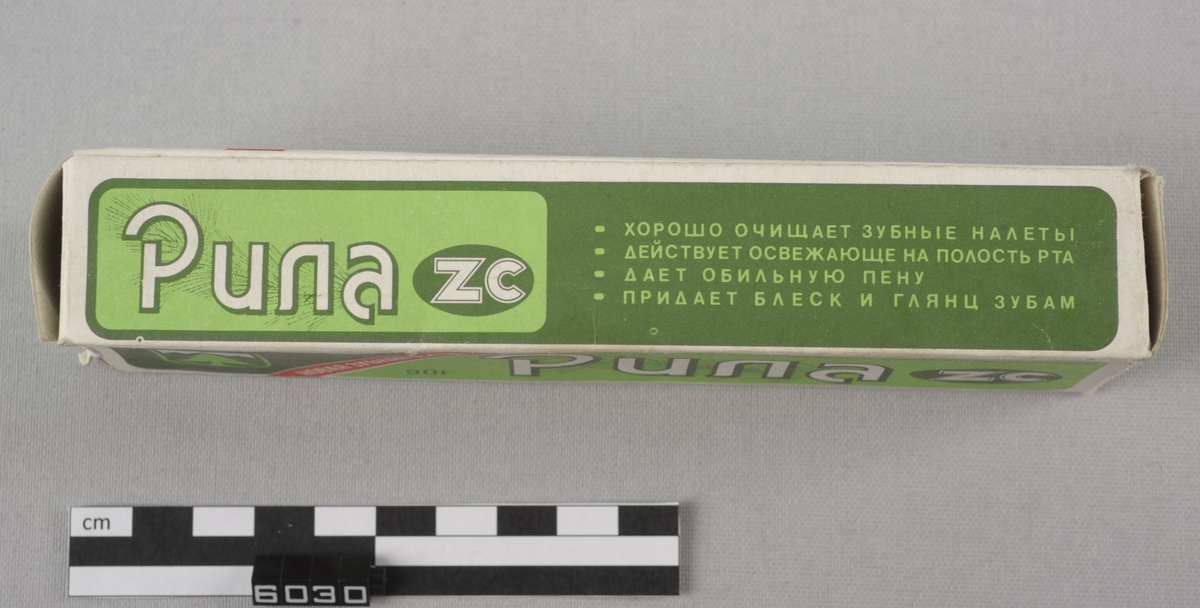 Рила ZC
• ХОРОШО ОЧИЩАЕТ ЗУБНЫЕ НАЛЕТЫ
• ДЕЙСТВУЕТ ОСВЕЖАЮЩЕ НА ПОЛОСТЬ РТА
• ДАЕТ ОБИЛЬНУЮ ПЕНУ
• ПРИДАЕТ БЛЕСК И ГЛЯНЦ ЗУБАМ
90г Рила ZC
cm
6030